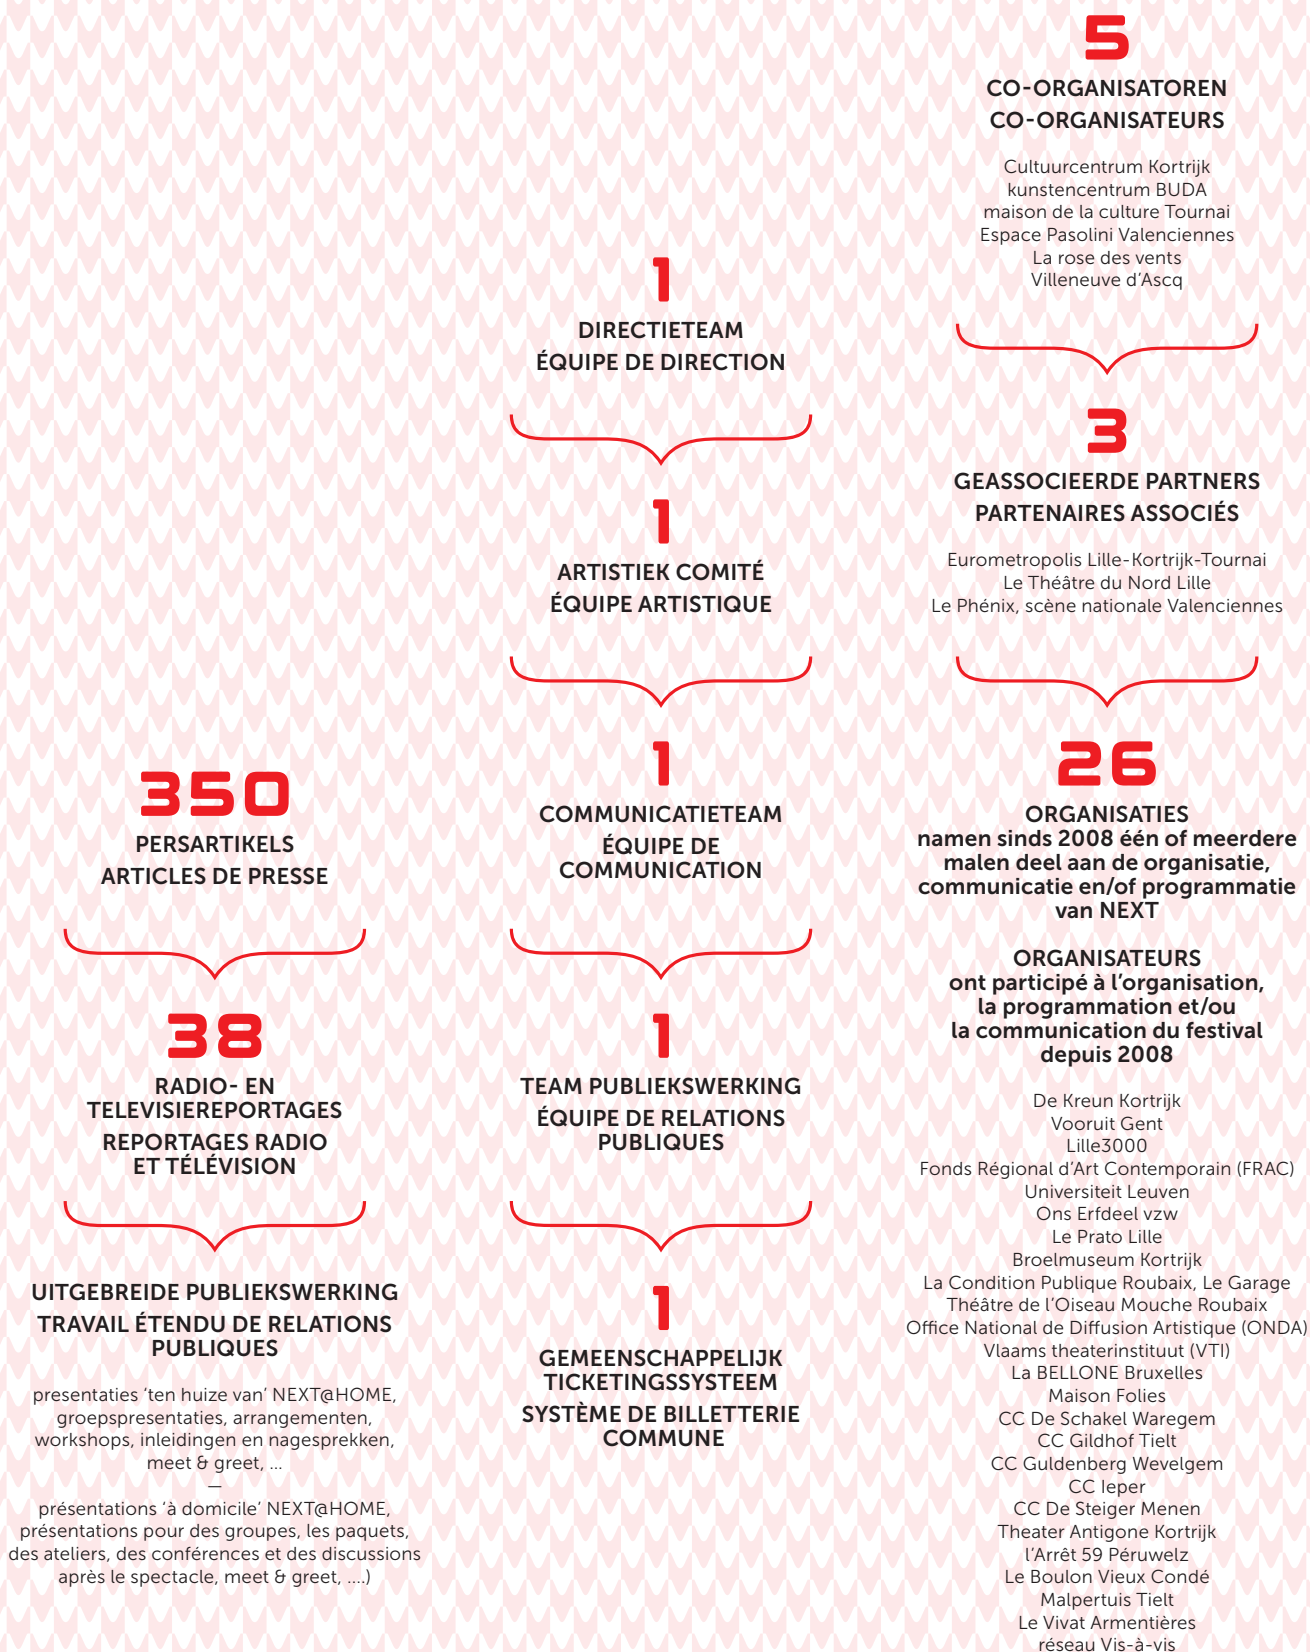 350
PERSARTIKELS
ARTICLES DE PRESSE
38
RADIO- EN
TELEVISIEREPORTAGES
REPORTAGES RADIO
ET TÉLÉVISION
UITGEBREIDE PUBLIEKSWERKING
TRAVAIL ÉTENDU DE RELATIONS
PUBLIQUES
presentaties ‘ten huize van’ NEXT@HOME,
groepspresentaties, arrangementen,
workshops, inleidingen en nagesprekken,
meet & greet, ...
—
présentations ‘à domicile’ NEXT@HOME,
présentations pour des groupes, les paquets,
des ateliers, des conférences et des discussions
après le spectacle, meet & greet, ....)
1
DIRECTIETEAM
ÉQUIPE DE DIRECTION
1
ARTISTIEK COMITÉ
ÉQUIPE ARTISTIQUE
1
COMMUNICATIETEAM
ÉQUIPE DE
COMMUNICATION
1
TEAM PUBLIEKSWERKING
ÉQUIPE DE RELATIONS
PUBLIQUES
1
GEMEENSCHAPPELIJK
TICKETINGSSYSTEEM
SYSTÈME DE BILLETTERIE
COMMUNE
5
CO-ORGANISATOREN
CO-ORGANISATEURS
Cultuurcentrum Kortrijk
kunstencentrum BUDA
maison de la culture Tournai
Espace Pasolini Valenciennes
La rose des vents
Villeneuve d’Ascq
3
GEASSOCIEERDE PARTNERS
PARTENAIRES ASSOCIÉS
Eurometropolis Lille-Kortrijk-Tournai
Le Théâtre du Nord Lille
Le Phénix, scène nationale Valenciennes
26
ORGANISATIES
namen sinds 2008 één of meerdere
malen deel aan de organisatie,
communicatie en/of programmatie
van NEXT
ORGANISATEURS
ont participé à l’organisation,
la programmation et/ou
la communication du festival
depuis 2008
De Kreun Kortrijk
Vooruit Gent
Lille3000
Fonds Régional d’Art Contemporain (FRAC)
Universiteit Leuven
Ons Erfdeel vzw
Le Prato Lille
Broelmuseum Kortrijk
La Condition Publique Roubaix, Le Garage
Théâtre de l’Oiseau Mouche Roubaix
Office National de Diffusion Artistique (ONDA)
Vlaams theaterinstituut (VTI)
La BELLONE Bruxelles
Maison Folies
CC De Schakel Waregem
CC Gildhof Tielt
CC Guldenberg Wevelgem
CC Ieper
CC De Steiger Menen
Theater Antigone Kortrijk
l’Arrêt 59 Péruwelz
Le Boulon Vieux Condé
Malpertuis Tielt
Le Vivat Armentières
réseau Vis-à-vis